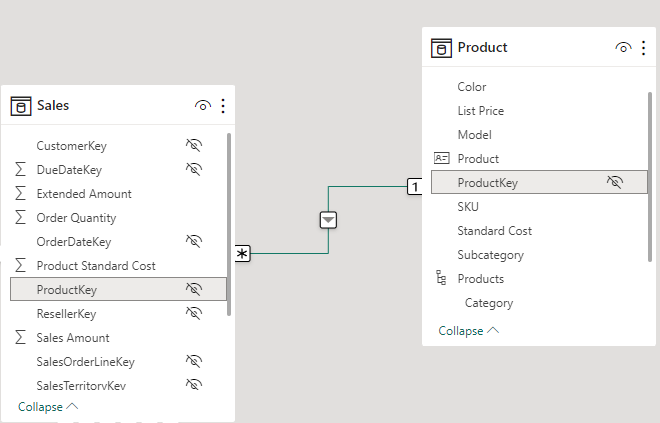 Sales
CustomerKey
DueDateKey
Extended Amount
Order Quantity
OrderDateKey
Product Standard Cost
ProductKey
ResellerKey
Sales Amount
SalesOrderLineKey
SalesTerritoryKey
Collapse
*
1
Product
Color
List Price
Model
Product
ProductKey
SKU
Standard Cost
Subcategory
Products
Category
Collapse